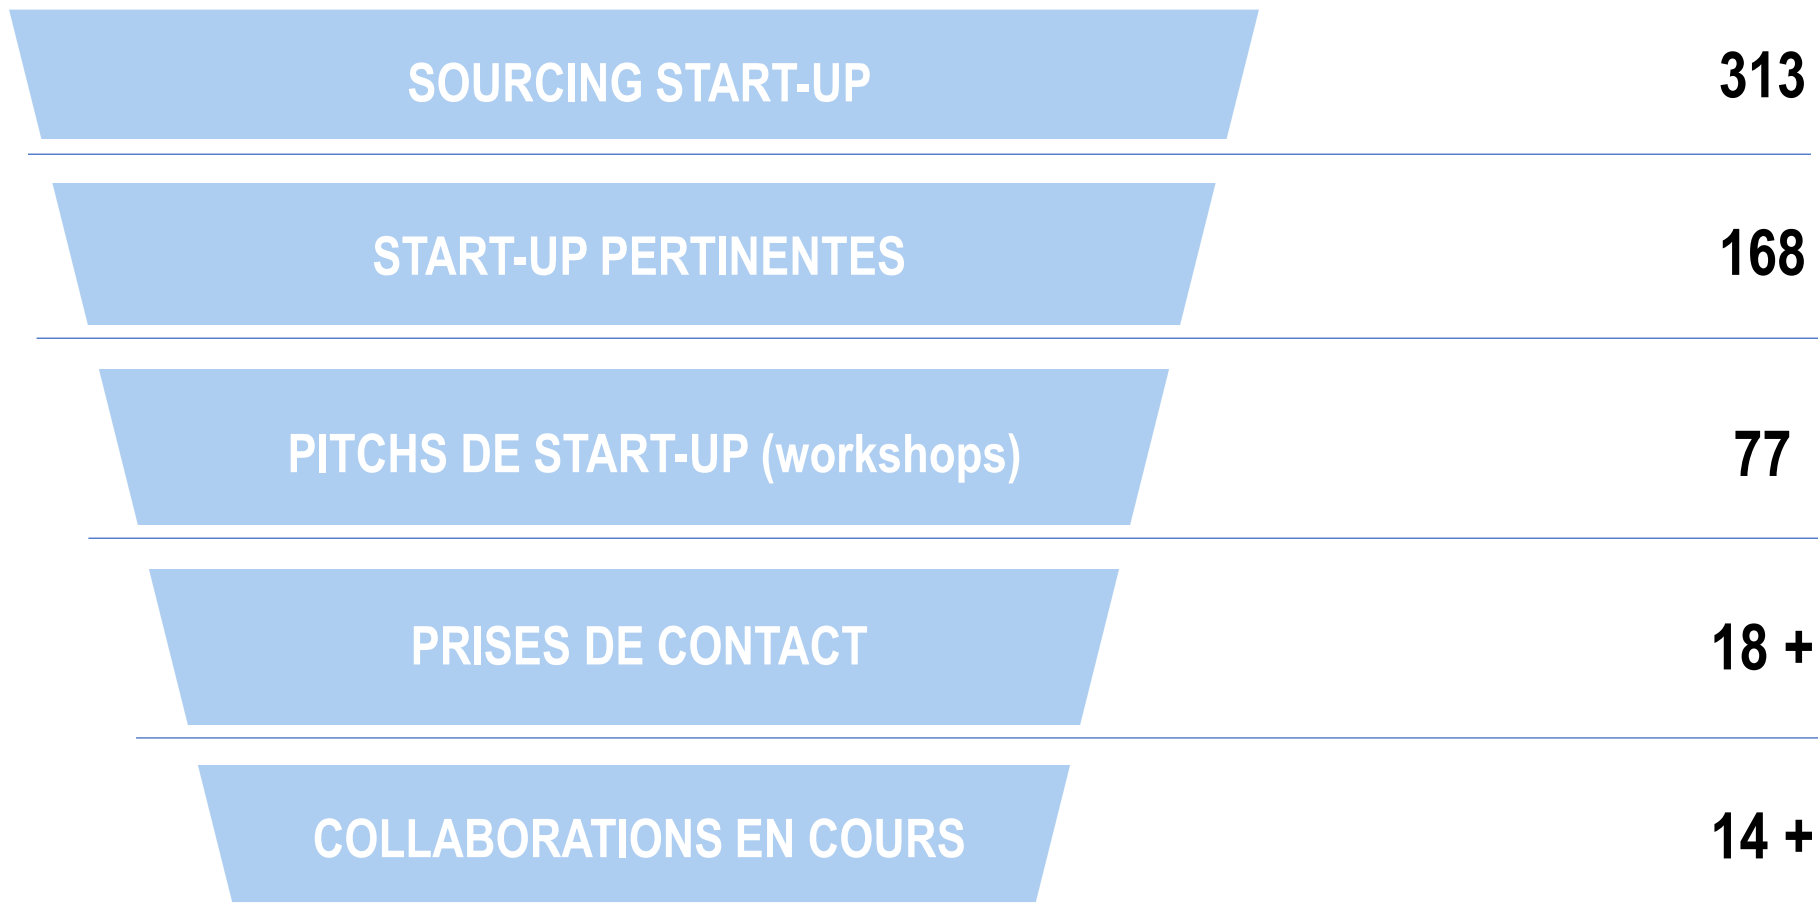 SOURCING START-UP 313
START-UP PERTINENTES 168
PITCHS DE START-UP (workshops) 77
PRISES DE CONTACT 18 +
COLLABORATIONS EN COURS 14 +